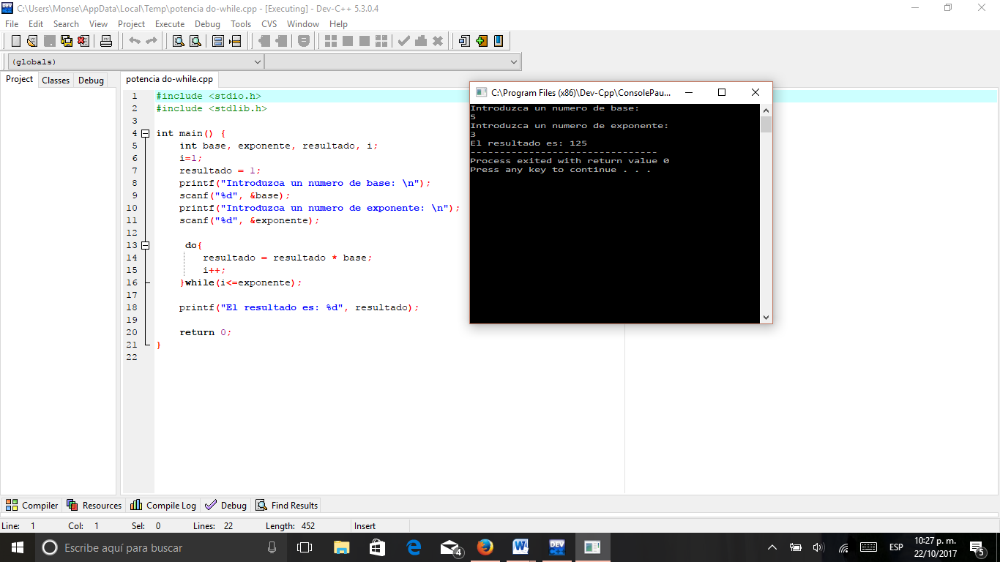 C:\Users\Monse\AppData\Local\Temp\potencia do-while.cpp - [Executing] - Dev-C++ 5.3.0.4
File Edit Search View Project Execute Debug Tools CVS Window Help
(globals)
Project Classes Debug
potencia do-while.cpp
1 #include <stdio.h>
2 #include <stdlib.h>
3
4 int main() {
5 int base, exponente, resultado, i;
6 i=1;
7 resultado = 1;
8 printf("Introduzca un numero de base: \n");
9 scanf("%d", &base);
10 printf("Introduzca un numero de exponente: \n");
11 scanf("%d", &exponente);
12
13 do{
14 resultado = resultado * base;
15 i++;
16 }while(i<=exponente);
17
18 printf("El resultado es: %d", resultado);
19
20 return 0;
21 }
22
C:\Program Files (x86)\Dev-Cpp\ConsolePau...
Introduzca un numero de base:
5
Introduzca un numero de exponente:
3
El resultado es: 125
--------------------------------
Process exited with return value 0
Press any key to continue . . .
Compiler Resources Compile Log Debug Find Results
Line: 1 Col: 1 Sel: 0 Lines: 22 Length: 452 Insert
Escribe aquí para buscar
4
W
DEV
ESP
10:27 p. m.
22/10/2017
5